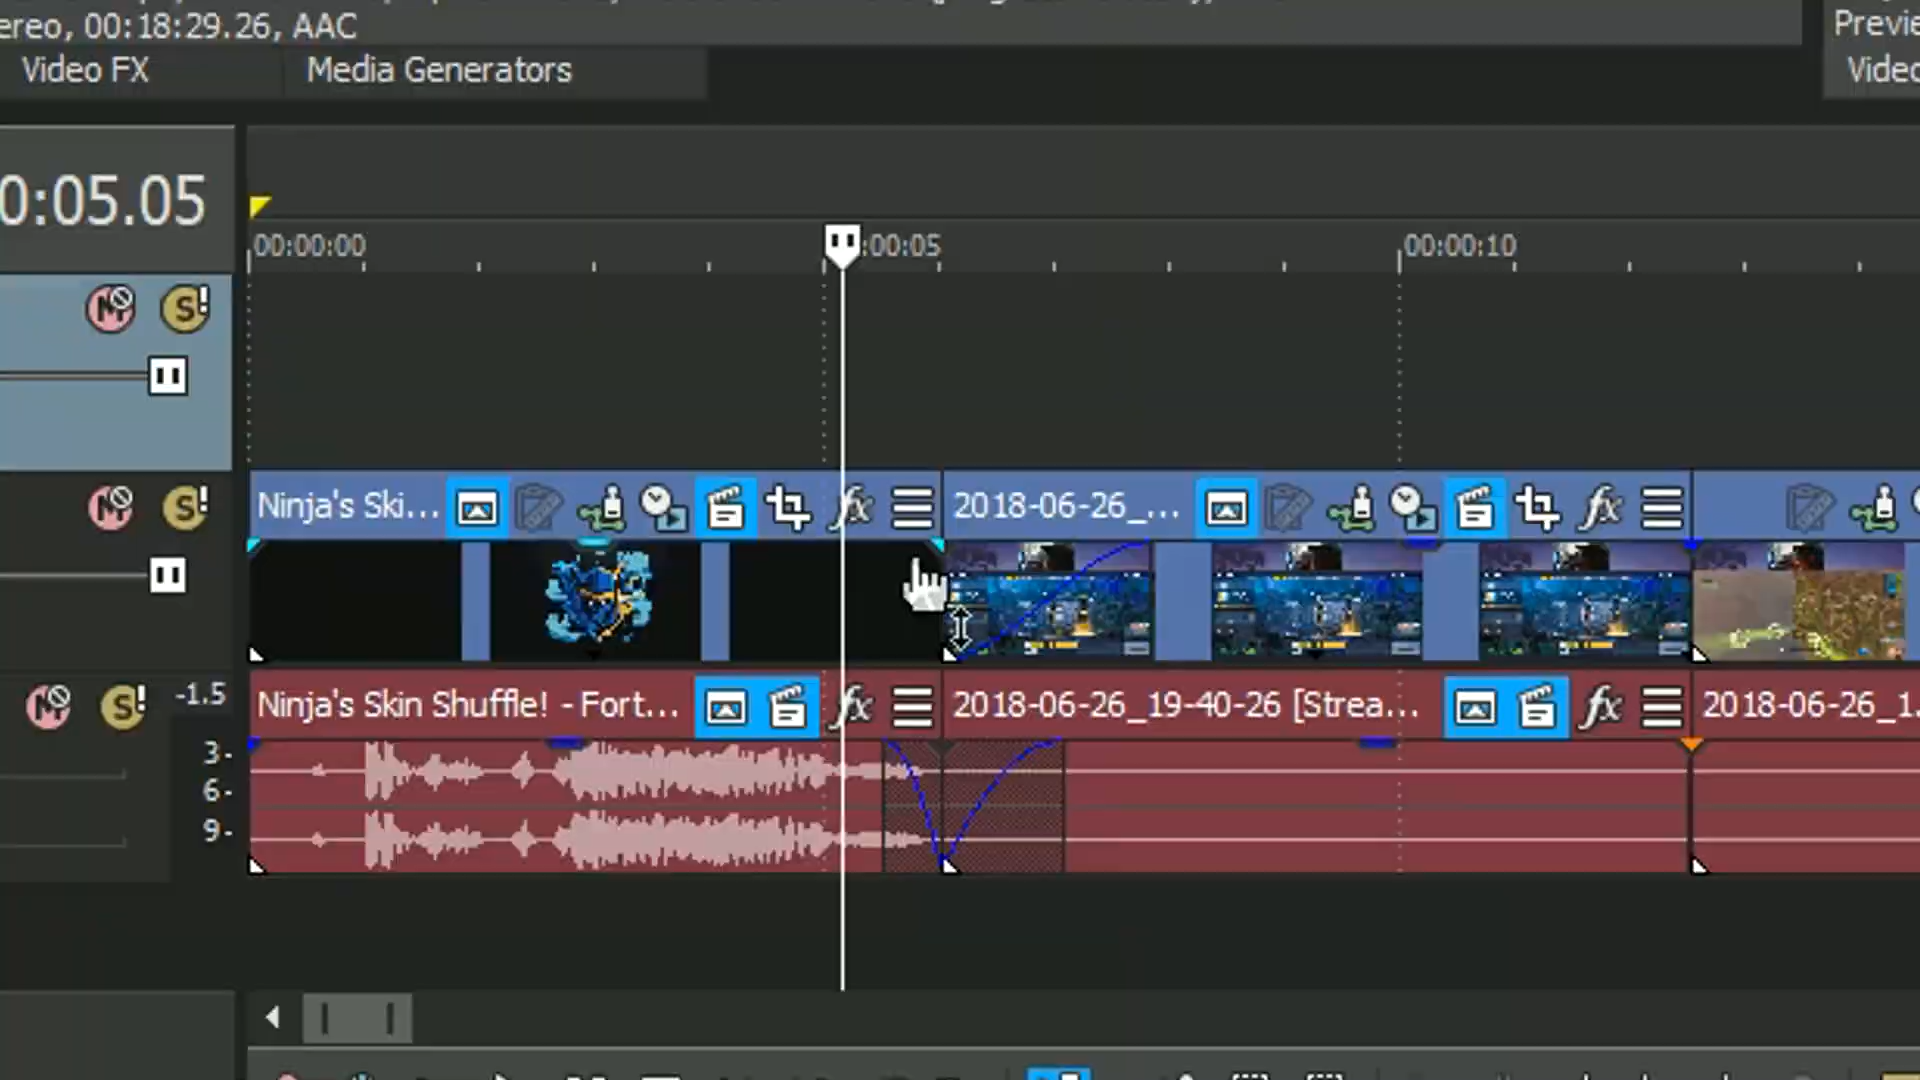 ereo, 00:18:29.26, AAC
Previe
Video FX
Media Generators
Videc
0:05.05
00:00:00
:00:05
00:00:10
M S!
Ninja's Ski...
fx
2018-06-26_...
fx
M S!
M S!
-1.5
Ninja's Skin Shuffle! - Fort...
fx
2018-06-26_19-40-26 [Strea...
fx
2018-06-26_1.
3-
6-
9-